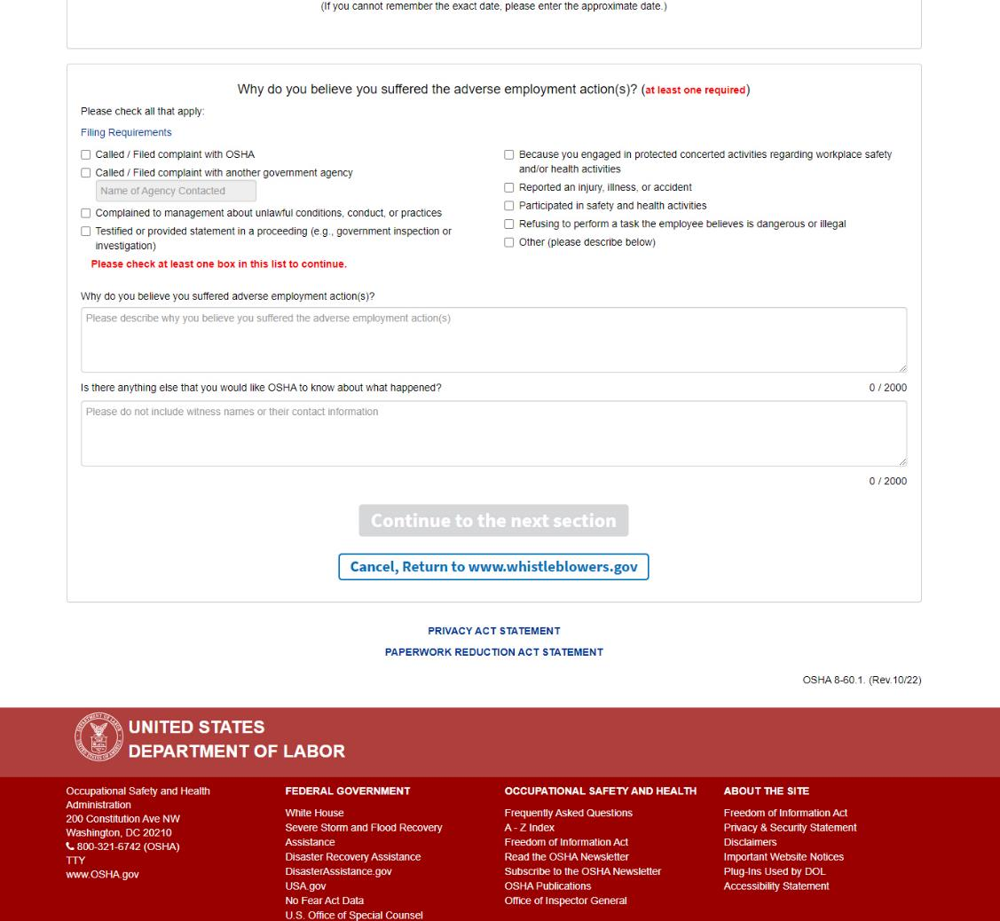 (If you cannot remember the exact date, please enter the approximate date.)
Why do you believe you suffered the adverse employment action(s)? (at least one required)
Please check all that apply:
Filing Requirements
Called / Filed complaint with OSHA
Called / Filed complaint with another government agency
Name of Agency Contacted
Complained to management about unlawful conditions, conduct, or practices
Testified or provided statement in a proceeding (e.g., government inspection or
investigation)
Please check at least one box in this list to continue.
Because you engaged in protected concerted activities regarding workplace safety
and/or health activities
Reported an injury, illness, or accident
Participated in safety and health activities
Refusing to perform a task the employee believes is dangerous or illegal
Other (please describe below)
Why do you believe you suffered adverse employment action(s)?
Please describe why you believe you suffered the adverse employment action(s)
Is there anything else that you would like OSHA to know about what happened?
0 / 2000
Please do not include witness names or their contact information
0 / 2000
Continue to the next section
Cancel, Return to www.whistleblowers.gov
PRIVACY ACT STATEMENT
PAPERWORK REDUCTION ACT STATEMENT
OSHA 8-60.1. (Rev.10/22)
UNITED STATES
DEPARTMENT OF LABOR
Occupational Safety and Health
Administration
200 Constitution Ave NW
Washington, DC 20210
800-321-6742 (OSHA)
TTY
www.OSHA.gov
FEDERAL GOVERNMENT
White House
Severe Storm and Flood Recovery
Assistance
Disaster Recovery Assistance
DisasterAssistance.gov
USA.gov
No Fear Act Data
U.S. Office of Special Counsel
OCCUPATIONAL SAFETY AND HEALTH
Frequently Asked Questions
A - Z Index
Freedom of Information Act
Read the OSHA Newsletter
Subscribe to the OSHA Newsletter
OSHA Publications
Office of Inspector General
ABOUT THE SITE
Freedom of Information Act
Privacy & Security Statement
Disclaimers
Important Website Notices
Plug-Ins Used by DOL
Accessibility Statement